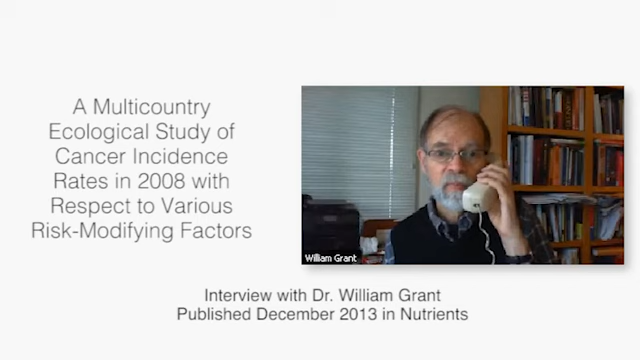 A Multicountry
Ecological Study of
Cancer Incidence
Rates in 2008 with
Respect to Various
Risk-Modifying Factors
William Grant
Interview with Dr. William Grant
Published December 2013 in Nutrients